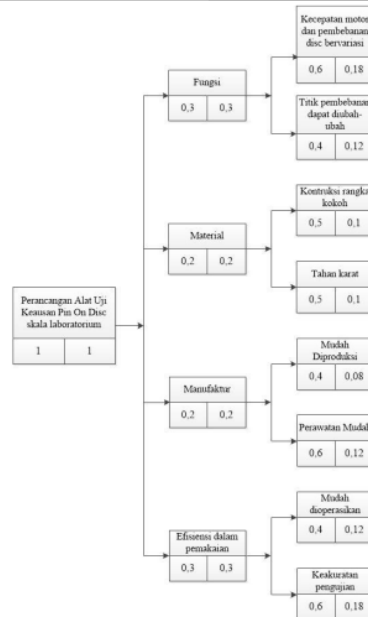 Kecepatan motor
dan pembebanan
disc bervariasi
0,6 0,18
Fungsi
0,3 0,3
Titik pembebanan
dapat diubah-
ubah
0,4 0,12
Kontruksi rangka
kokoh
0,5 0,1
Material
0,2 0,2
Tahan karat
0,5 0,1
Perancangan Alat Uji
Keausan Pin On Disc
skala laboratorium
1 1
Mudah
Diproduksi
0,4 0,08
Manufaktur
0,2 0,2
Perawatan Mudah
0,6 0,12
Mudah
dioperasikan
0,4 0,12
Efisiensi dalam
pemakaian
0,3 0,3
Keakuratan
pengujian
0,6 0,18